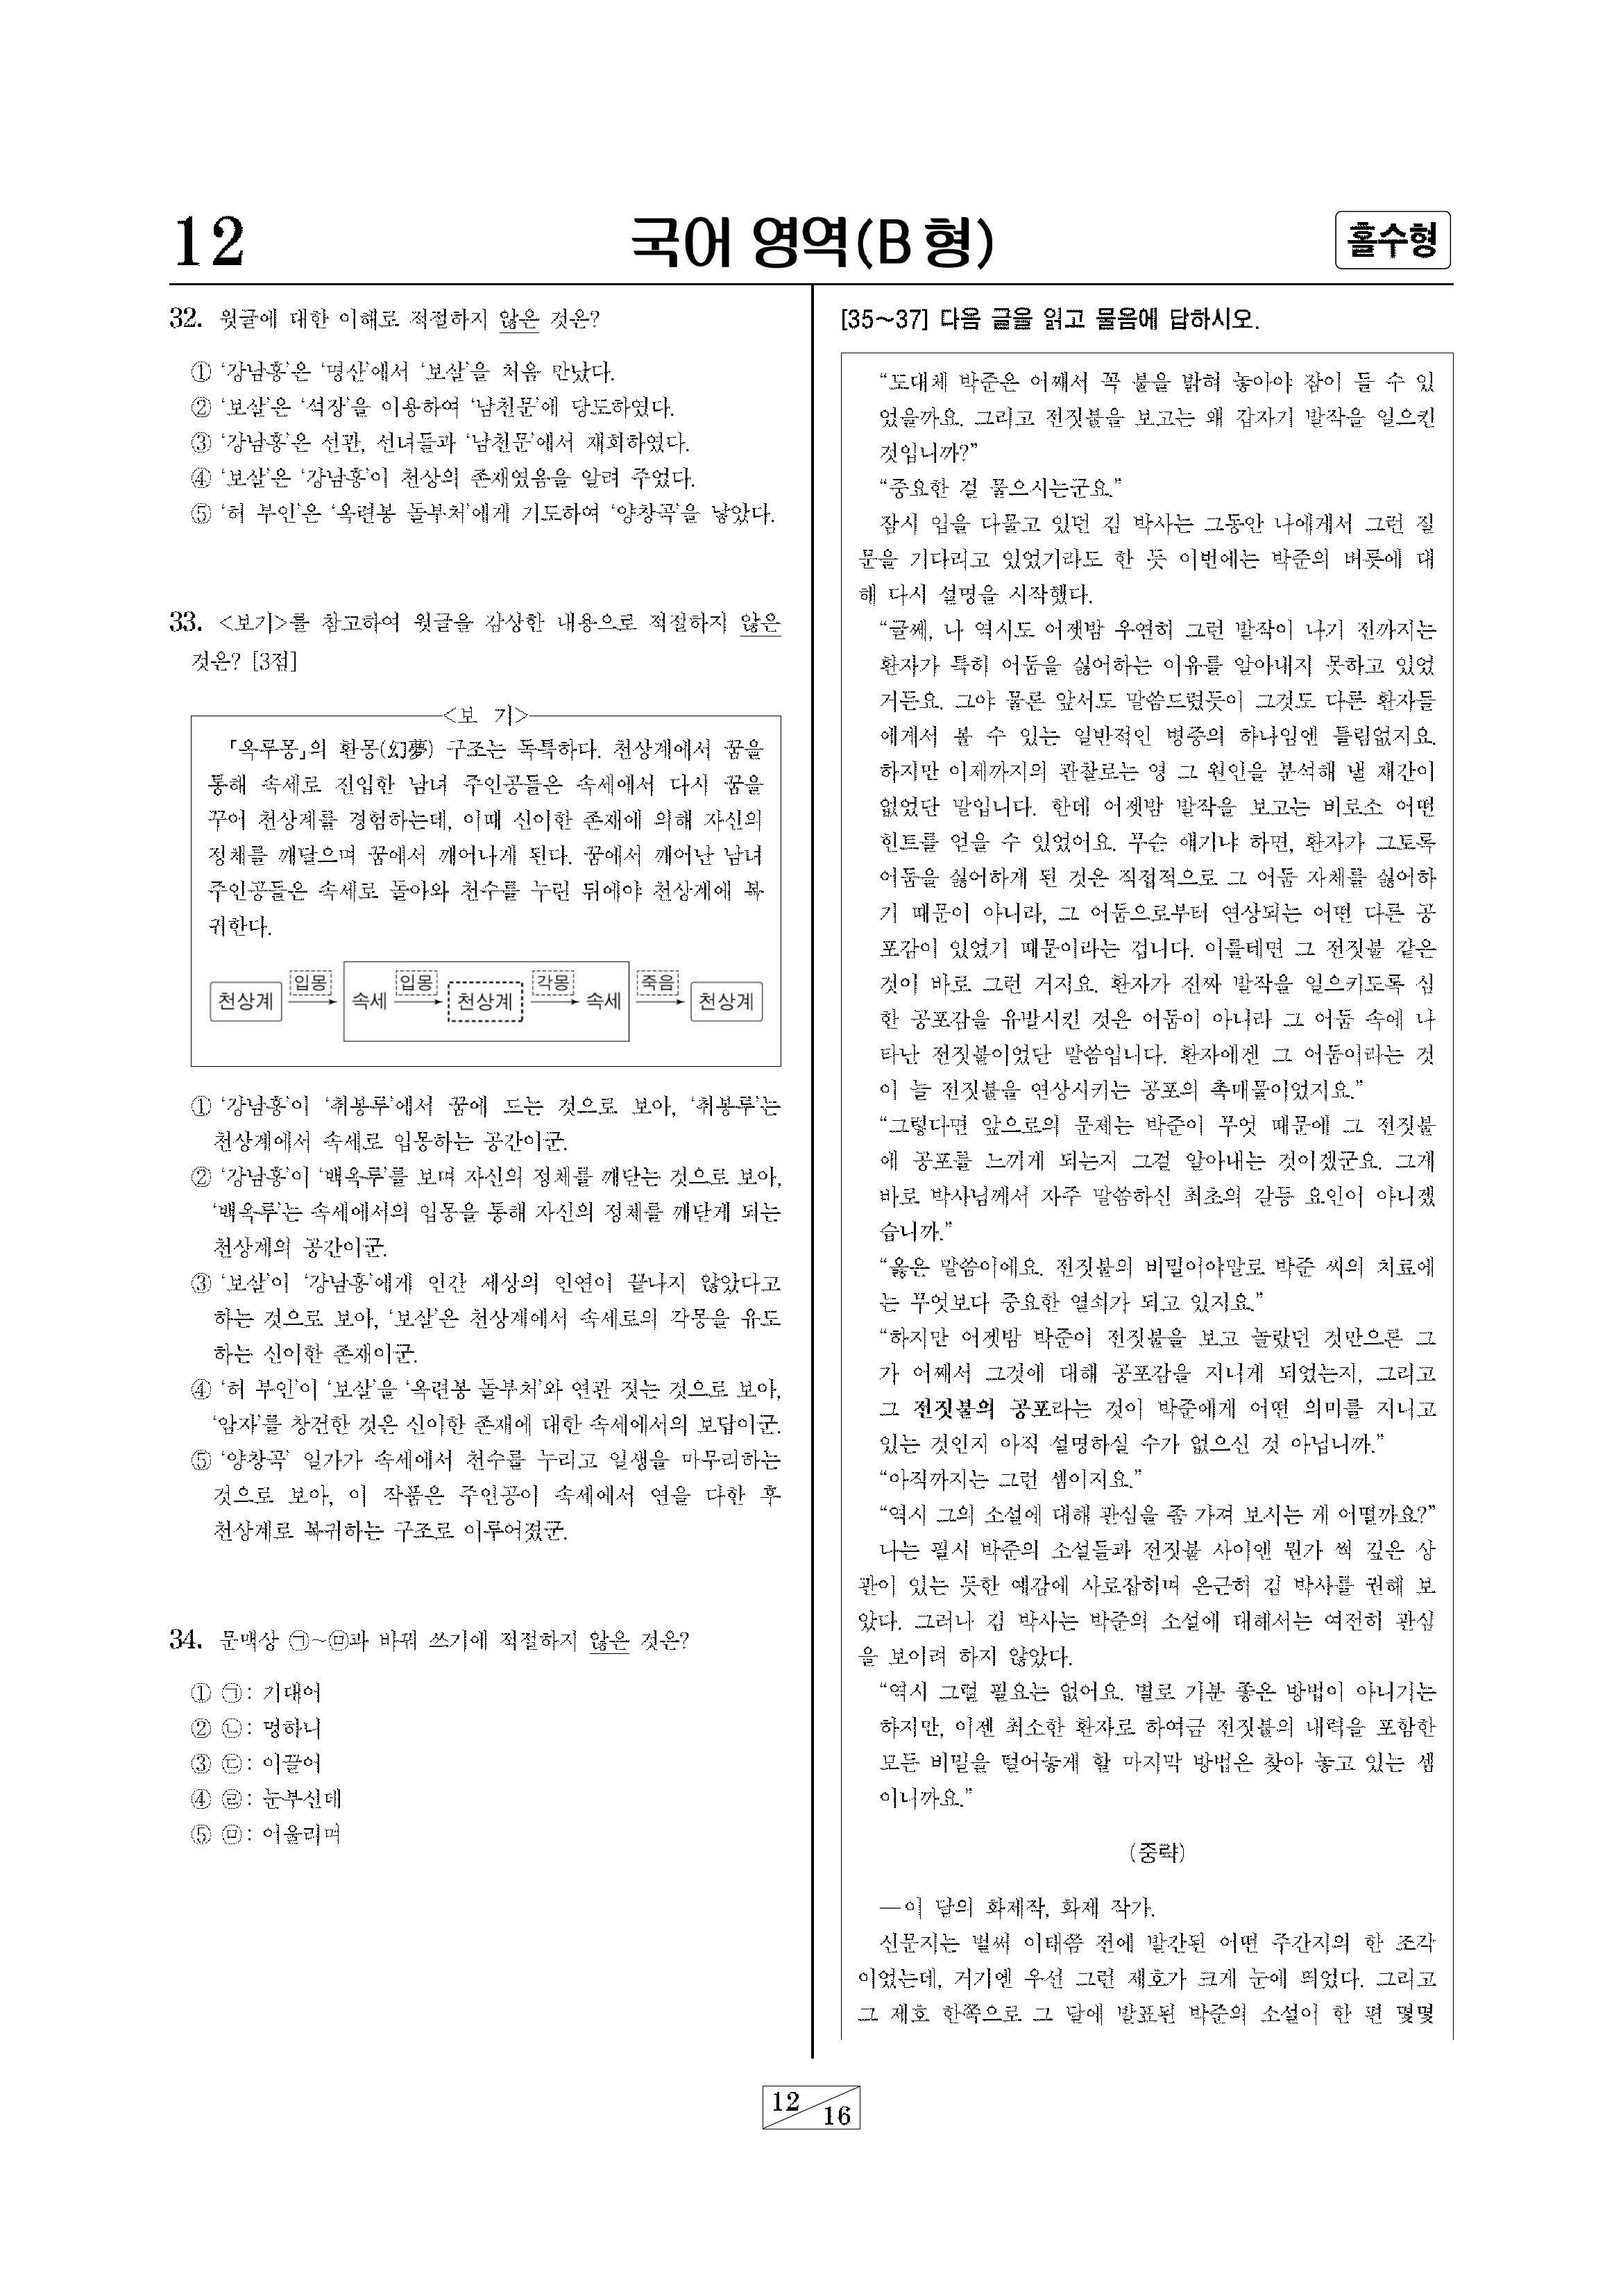 12
국어 영역(B 형)
홀수형
32. 윗글에 대한 이해로 적절하지 않은 것은?
① ‘강남홍’은 ‘명산’에서 ‘보살’을 처음 만났다.
② ‘보살’은 ‘석장’을 이용하여 ‘남천문’에 당도하였다.
③ ‘강남홍’은 선관, 선녀들과 ‘남천문’에서 재회하였다.
④ ‘보살’은 ‘강남홍’이 천상의 존재였음을 알려 주었다.
⑤ ‘허 부인’은 ‘옥련봉 돌부처’에게 기도하여 ‘양창곡’을 낳았다.
33. <보기>를 참고하여 윗글을 감상한 내용으로 적절하지 않은
것은? [3점]
<보 기>
「옥루몽」의 환몽(幻夢) 구조는 독특하다. 천상계에서 꿈을
통해 속세로 진입한 남녀 주인공들은 속세에서 다시 꿈을
꾸어 천상계를 경험하는데, 이때 신이한 존재에 의해 자신의
정체를 깨달으며 꿈에서 깨어나게 된다. 꿈에서 깨어난 남녀
주인공들은 속세로 돌아와 천수를 누린 뒤에야 천상계에 복
귀한다.
천상계 입몽 속세 입몽 천상계 각몽 속세 죽음 천상계
① ‘강남홍’이 ‘취봉루’에서 꿈에 드는 것으로 보아, ‘취봉루’는
천상계에서 속세로 입몽하는 공간이군.
② ‘강남홍’이 ‘백옥루’를 보며 자신의 정체를 깨닫는 것으로 보아,
‘백옥루’는 속세에서의 입몽을 통해 자신의 정체를 깨닫게 되는
천상계의 공간이군.
③ ‘보살’이 ‘강남홍’에게 인간 세상의 인연이 끝나지 않았다고
하는 것으로 보아, ‘보살’은 천상계에서 속세로의 각몽을 유도
하는 신이한 존재이군.
④ ‘허 부인’이 ‘보살’을 ‘옥련봉 돌부처’와 연관 짓는 것으로 보아,
‘암자’를 창건한 것은 신이한 존재에 대한 속세에서의 보답이군.
⑤ ‘양창곡’ 일가가 속세에서 천수를 누리고 일생을 마무리하는
것으로 보아, 이 작품은 주인공이 속세에서 연을 다한 후
천상계로 복귀하는 구조로 이루어졌군.
34. 문맥상 ㉠～㉤과 바꿔 쓰기에 적절하지 않은 것은?
① ㉠: 기대어
② ㉡: 멍하니
③ ㉢: 이끌어
④ ㉣: 눈부신데
⑤ ㉤: 어울리며
[35～37] 다음 글을 읽고 물음에 답하시오.
“도대체 박준은 어째서 꼭 불을 밝혀 놓아야 잠이 들 수 있
었을까요. 그리고 전짓불을 보고는 왜 갑자기 발작을 일으킨
것입니까?”
“중요한 걸 물으시는군요.”
잠시 입을 다물고 있던 김 박사는 그동안 나에게서 그런 질
문을 기다리고 있었기라도 한 듯 이번에는 박준의 버릇에 대
해 다시 설명을 시작했다.
“글쎄, 나 역시도 어젯밤 우연히 그런 발작이 나기 전까지는
환자가 특히 어둠을 싫어하는 이유를 알아내지 못하고 있었
거든요. 그야 물론 앞서도 말씀드렸듯이 그것도 다른 환자들
에게서 볼 수 있는 일반적인 병증의 하나임엔 틀림없지요.
하지만 이제까지의 관찰로는 영 그 원인을 분석해 낼 재간이
없었단 말입니다. 한데 어젯밤 발작을 보고는 비로소 어떤
힌트를 얻을 수 있었어요. 무슨 얘기냐 하면, 환자가 그토록
어둠을 싫어하게 된 것은 직접적으로 그 어둠 자체를 싫어하
기 때문이 아니라, 그 어둠으로부터 연상되는 어떤 다른 공
포감이 있었기 때문이라는 겁니다. 이를테면 그 전짓불 같은
것이 바로 그런 거지요. 환자가 진짜 발작을 일으키도록 심
한 공포감을 유발시킨 것은 어둠이 아니라 그 어둠 속에 나
타난 전짓불이었단 말씀입니다. 환자에겐 그 어둠이라는 것
이 늘 전짓불을 연상시키는 공포의 촉매물이었지요.”
“그렇다면 앞으로의 문제는 박준이 무엇 때문에 그 전짓불
에 공포를 느끼게 되는지 그걸 알아내는 것이겠군요. 그게
바로 박사님께서 자주 말씀하신 최초의 갈등 요인이 아니겠
습니까.”
“옳은 말씀이에요. 전짓불의 비밀이야말로 박준 씨의 치료에
는 무엇보다 중요한 열쇠가 되고 있지요.”
“하지만 어젯밤 박준이 전짓불을 보고 놀랐던 것만으론 그
가 어째서 그것에 대해 공포감을 지니게 되었는지, 그리고
그 전짓불의 공포라는 것이 박준에게 어떤 의미를 지니고
있는 것인지 아직 설명하실 수가 없으신 것 아닙니까.”
“아직까지는 그런 셈이지요.”
“역시 그의 소설에 대해 관심을 좀 가져 보시는 게 어떨까요?”
나는 필시 박준의 소설들과 전짓불 사이엔 뭔가 썩 깊은 상
관이 있는 듯한 예감에 사로잡히며 은근히 김 박사를 권해 보
았다. 그러나 김 박사는 박준의 소설에 대해서는 여전히 관심
을 보이려 하지 않았다.
“역시 그럴 필요는 없어요. 별로 기분 좋은 방법이 아니기는
하지만, 이젠 최소한 환자로 하여금 전짓불의 내력을 포함한
모든 비밀을 털어놓게 할 마지막 방법은 찾아 놓고 있는 셈
이니까요.”
(중략)
―이 달의 화제작, 화제 작가.
신문지는 벌써 이태쯤 전에 발간된 어떤 주간지의 한 조각
이었는데, 거기엔 우선 그런 제호가 크게 눈에 띄었다. 그리고
그 제호 한쪽으로 그 달에 발표된 박준의 소설이 한 편 몇몇
12
16